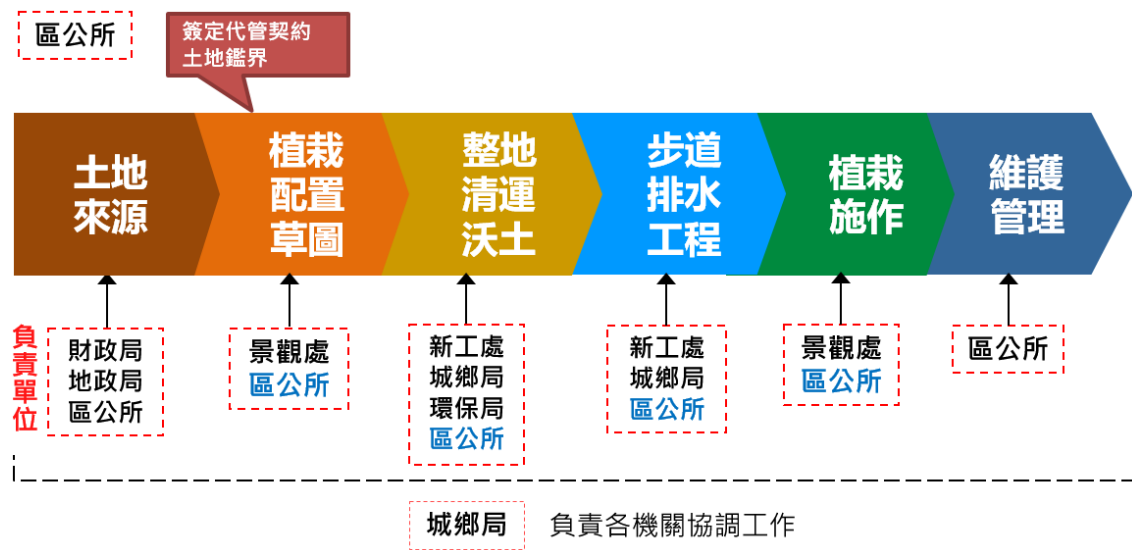 區公所
簽定代管契約
土地鑑界
土地
來源
植栽
配置
草圖
整地
清運
沃土
步道
排水
工程
植栽
施作
維護
管理
負責單位
財政局
地政局
區公所
景觀處
區公所
新工處
城鄉局
環保局
區公所
新工處
城鄉局
區公所
景觀處
區公所
區公所
城鄉局 負責各機關協調工作